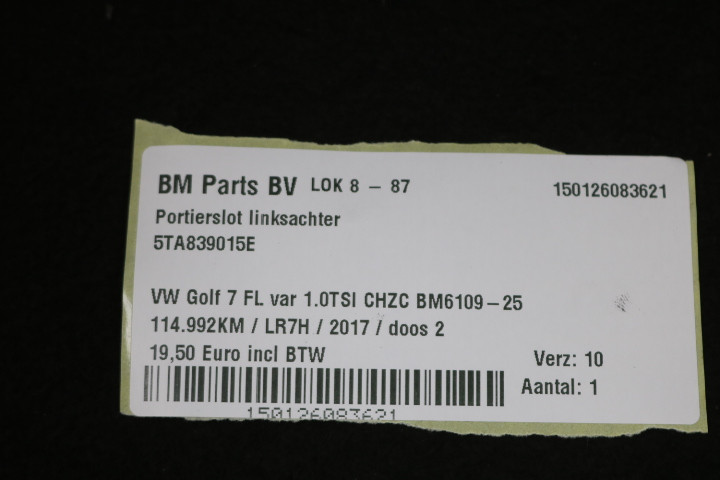 BM Parts BV LOK 8 - 87 150126083621
Portierslot linksachter
5TA839015E
VW Golf 7 FL var 1.0TSI CHZC BM6109-25
114.992KM / LR7H / 2017 / doos 2
19,50 Euro incl BTW Verz: 10
Aantal: 1
150126083621